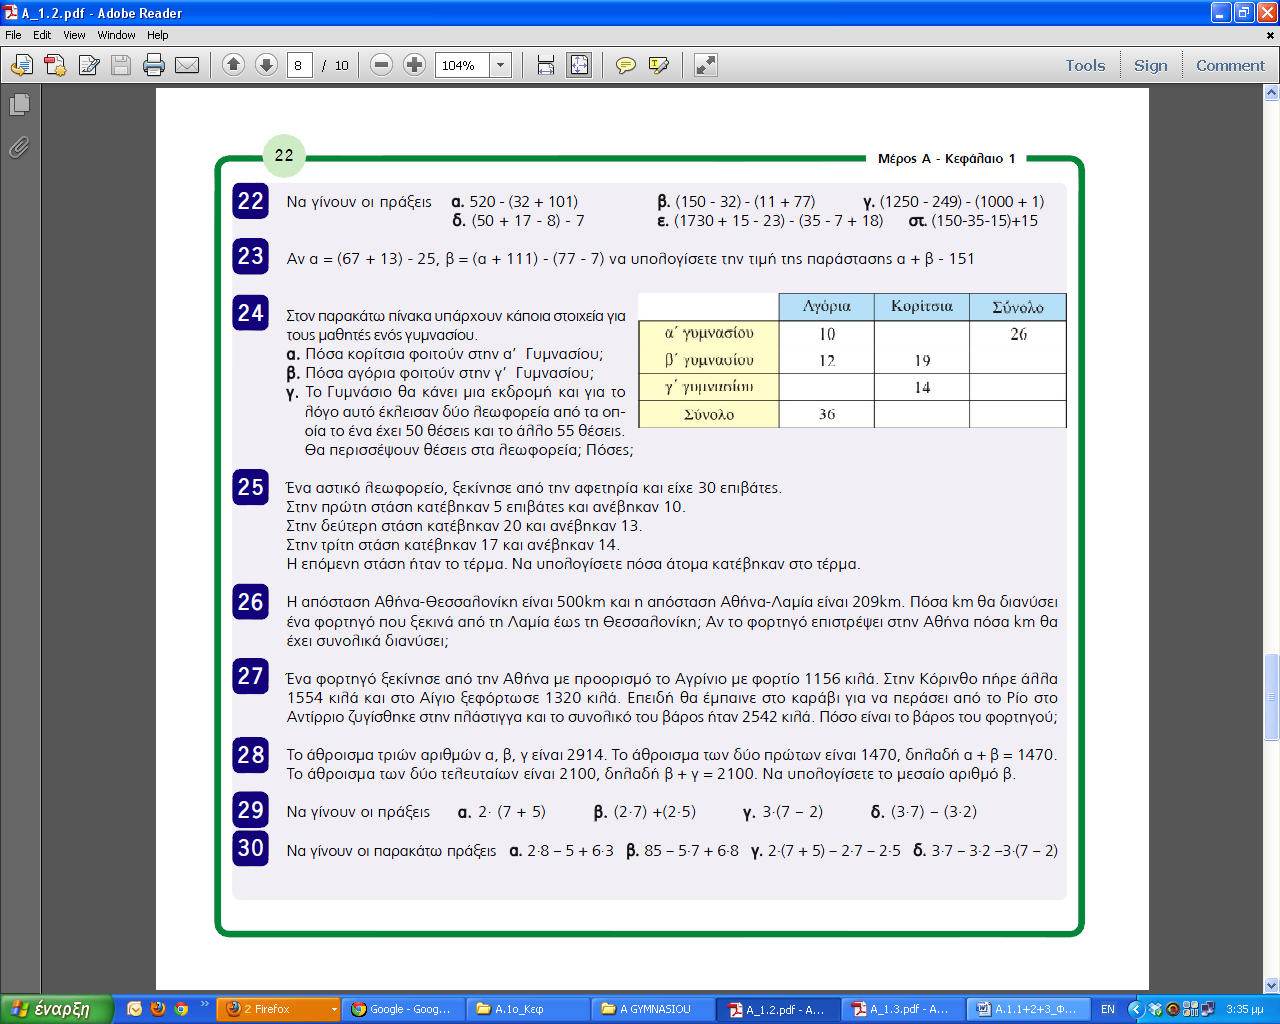 A_1.2.pdf - Adobe Reader
File Edit View Window Help
8 / 10 104% Tools Sign Comment
22 Μέρος Α - Κεφάλαιο 1
22 Να γίνουν οι πράξεις α. 520 - (32 + 101) β. (150 - 32) - (11 + 77) γ. (1250 - 249) - (1000 + 1)
δ. (50 + 17 - 8) - 7 ε. (1730 + 15 - 23) - (35 - 7 + 18) στ. (150-35-15)+15
23 Αν α = (67 + 13) - 25, β = (α + 111) - (77 - 7) να υπολογίσετε την τιμή της παράστασης α + β - 151
24 Στον παρακάτω πίνακα υπάρχουν κάποια στοιχεία για
τους μαθητές ενός γυμνασίου.
α. Πόσα κορίτσια φοιτούν στην α΄ Γυμνασίου;
β. Πόσα αγόρια φοιτούν στην γ΄ Γυμνασίου;
γ. Το Γυμνάσιο θα κάνει μια εκδρομή και για το
λόγο αυτό έκλεισαν δύο λεωφορεία από τα οπ-
οία το ένα έχει 50 θέσεις και το άλλο 55 θέσεις.
Θα περισσέψουν θέσεις στα λεωφορεία; Πόσες;
Αγόρια Κορίτσια Σύνολο
α΄ γυμνασίου 10 26
β΄ γυμνασίου 12 19
γ΄ γυμνασίου 14
Σύνολο 36
25 Ένα αστικό λεωφορείο, ξεκίνησε από την αφετηρία και είχε 30 επιβάτες.
Στην πρώτη στάση κατέβηκαν 5 επιβάτες και ανέβηκαν 10.
Στην δεύτερη στάση κατέβηκαν 20 και ανέβηκαν 13.
Στην τρίτη στάση κατέβηκαν 17 και ανέβηκαν 14.
Η επόμενη στάση ήταν το τέρμα. Να υπολογίσετε πόσα άτομα κατέβηκαν στο τέρμα.
26 Η απόσταση Αθήνα-Θεσσαλονίκη είναι 500km και η απόσταση Αθήνα-Λαμία είναι 209km. Πόσα km θα διανύσει
ένα φορτηγό που ξεκινά από τη Λαμία έως τη Θεσσαλονίκη; Αν το φορτηγό επιστρέψει στην Αθήνα πόσα km θα
έχει συνολικά διανύσει;
27 Ένα φορτηγό ξεκίνησε από την Αθήνα με προορισμό το Αγρίνιο με φορτίο 1156 κιλά. Στην Κόρινθο πήρε άλλα
1554 κιλά και στο Αίγιο ξεφόρτωσε 1320 κιλά. Επειδή θα έμπαινε στο καράβι για να περάσει από το Ρίο στο
Αντίρριο ζυγίσθηκε στην πλάστιγγα και το συνολικό του βάρος ήταν 2542 κιλά. Πόσο είναι το βάρος του φορτηγού;
28 Το άθροισμα τριών αριθμών α, β, γ είναι 2914. Το άθροισμα των δύο πρώτων είναι 1470, δηλαδή α + β = 1470.
Το άθροισμα των δύο τελευταίων είναι 2100, δηλαδή β + γ = 2100. Να υπολογίσετε το μεσαίο αριθμό β.
29 Να γίνουν οι πράξεις α. 2· (7 + 5) β. (2·7) +(2·5) γ. 3·(7 – 2) δ. (3·7) – (3·2)
30 Να γίνουν οι παρακάτω πράξεις α. 2·8 – 5 + 6·3 β. 85 – 5·7 + 6·8 γ. 2·(7 + 5) – 2·7 – 2·5 δ. 3·7 – 3·2 –3·(7 – 2)
έναρξη 2 Firefox Google - Goog... Α.1ο_Κεφ A GYMNASIOU A_1.2.pdf - A... A_1.3.pdf - A... Α.1.1+2+3_Φ... EN 3:35 μμ